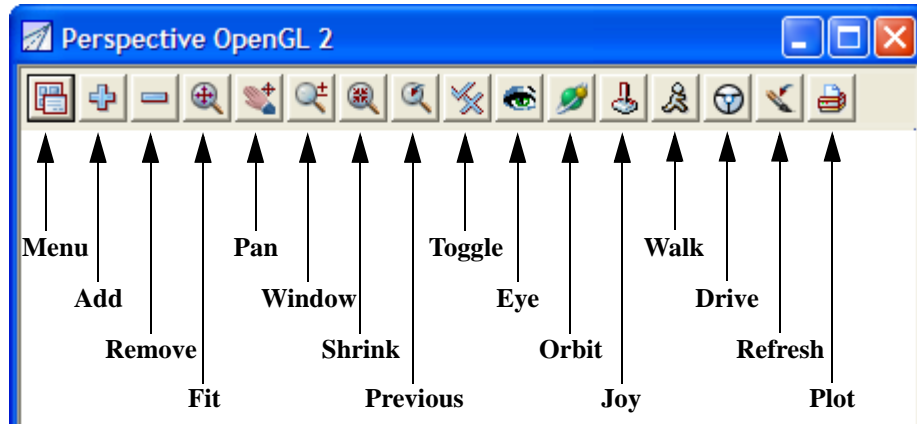 Perspective OpenGL 2
Menu Pan Toggle Walk
Add Window Eye Drive
Remove Shrink Orbit Refresh
Fit Previous Joy Plot